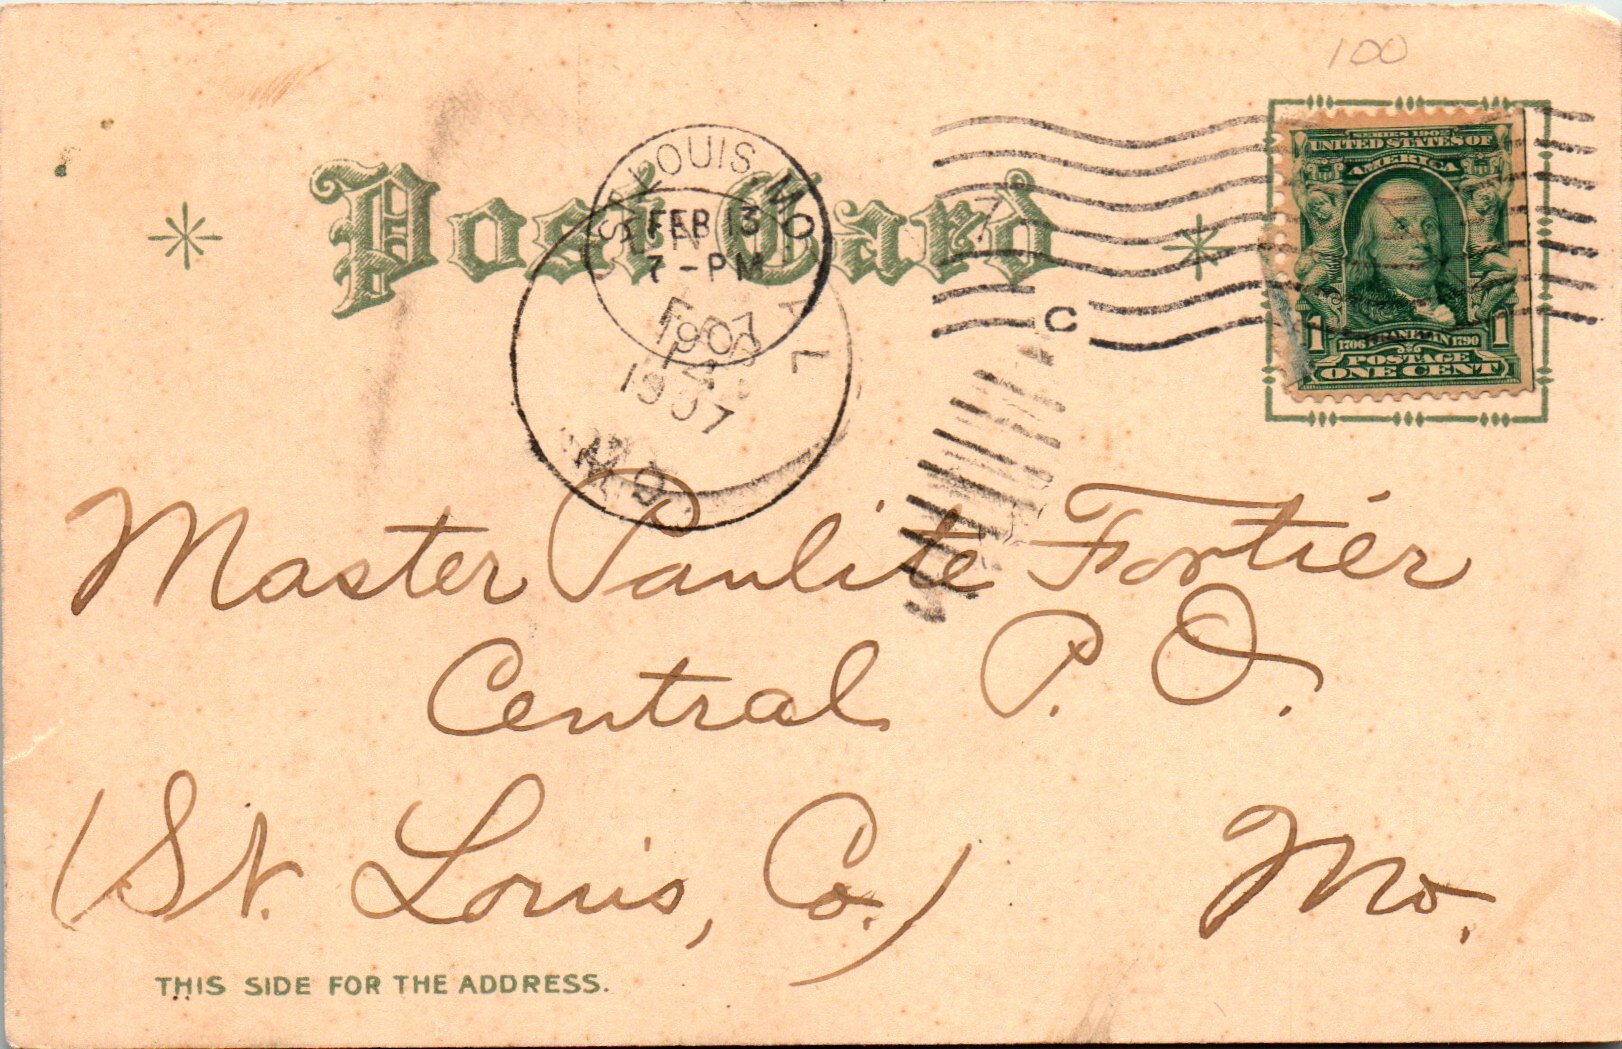 100
Post Card
ST. LOUIS, MO.
FEB 13
7 - PM
1907
C
SERIES 1902
UNITED STATES OF
AMERICA
1706 FRANKLIN 1790
1 1
POSTAGE
ONE CENT
1907
MO
Master Paulite Fortiér
Central P. O.
(St. Louis, Co.) Mo.
THIS SIDE FOR THE ADDRESS.